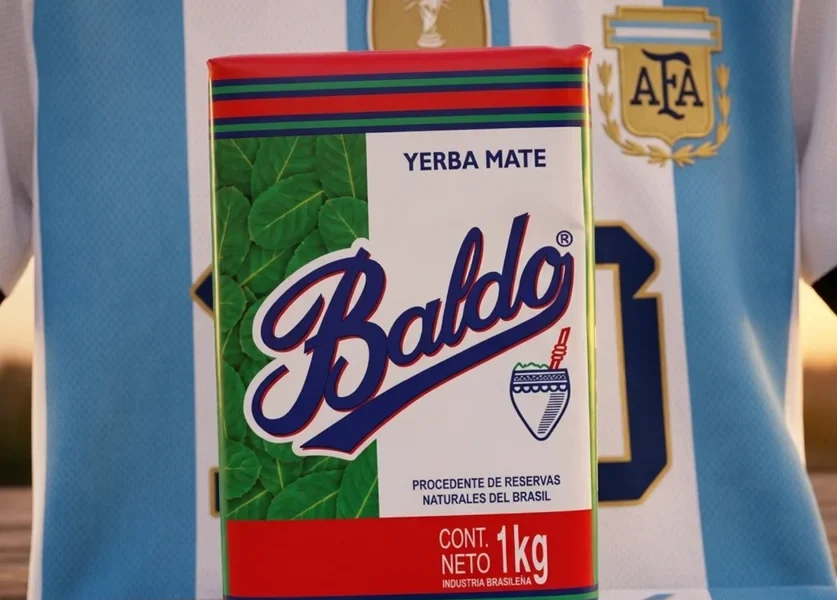 AFA
YERBA MATE
Baldo®
PROCEDENTE DE RESERVAS
NATURALES DEL BRASIL
CONT.
NETO 1kg
INDUSTRIA BRASILEÑA